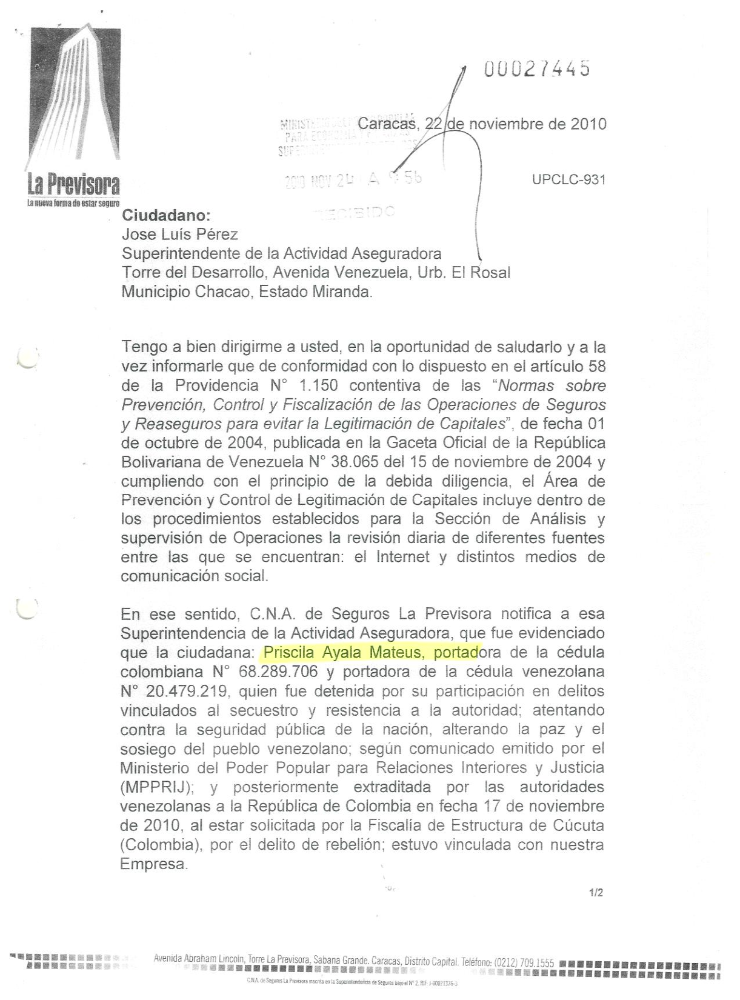 00027445
MINISTERIO DEL PODER POPULAR
PARA ECONOMIA Y FINANZAS
Caracas, 22 de noviembre de 2010
2010 NOV 24 A 9:56
UPCLC-931
RECIBIDO
La Previsora
La nueva forma de estar seguro
Ciudadano:
Jose Luís Pérez
Superintendente de la Actividad Aseguradora
Torre del Desarrollo, Avenida Venezuela, Urb. El Rosal
Municipio Chacao, Estado Miranda.
Tengo a bien dirigirme a usted, en la oportunidad de saludarlo y a la
vez informarle que de conformidad con lo dispuesto en el artículo 58
de la Providencia N° 1.150 contentiva de las “Normas sobre
Prevención, Control y Fiscalización de las Operaciones de Seguros
y Reaseguros para evitar la Legitimación de Capitales”, de fecha 01
de octubre de 2004, publicada en la Gaceta Oficial de la República
Bolivariana de Venezuela N° 38.065 del 15 de noviembre de 2004 y
cumpliendo con el principio de la debida diligencia, el Área de
Prevención y Control de Legitimación de Capitales incluye dentro de
los procedimientos establecidos para la Sección de Análisis y
supervisión de Operaciones la revisión diaria de diferentes fuentes
entre las que se encuentran: el Internet y distintos medios de
comunicación social.
En ese sentido, C.N.A. de Seguros La Previsora notifica a esa
Superintendencia de la Actividad Aseguradora, que fue evidenciado
que la ciudadana: Priscila Ayala Mateus, portadora de la cédula
colombiana N° 68.289.706 y portadora de la cédula venezolana
N° 20.479.219, quien fue detenida por su participación en delitos
vinculados al secuestro y resistencia a la autoridad; atentando
contra la seguridad pública de la nación, alterando la paz y el
sosiego del pueblo venezolano; según comunicado emitido por el
Ministerio del Poder Popular para Relaciones Interiores y Justicia
(MPPRIJ); y posteriormente extraditada por las autoridades
venezolanas a la República de Colombia en fecha 17 de noviembre
de 2010, al estar solicitada por la Fiscalía de Estructura de Cúcuta
(Colombia), por el delito de rebelión; estuvo vinculada con nuestra
Empresa.
1/2
Avenida Abraham Lincoln, Torre La Previsora, Sabana Grande. Caracas, Distrito Capital. Teléfono: (0212) 709.1555
C.N.A. de Seguros La Previsora inscrita en la Superintendencia de Seguros bajo el N° 2. RIF: J-00021376-3